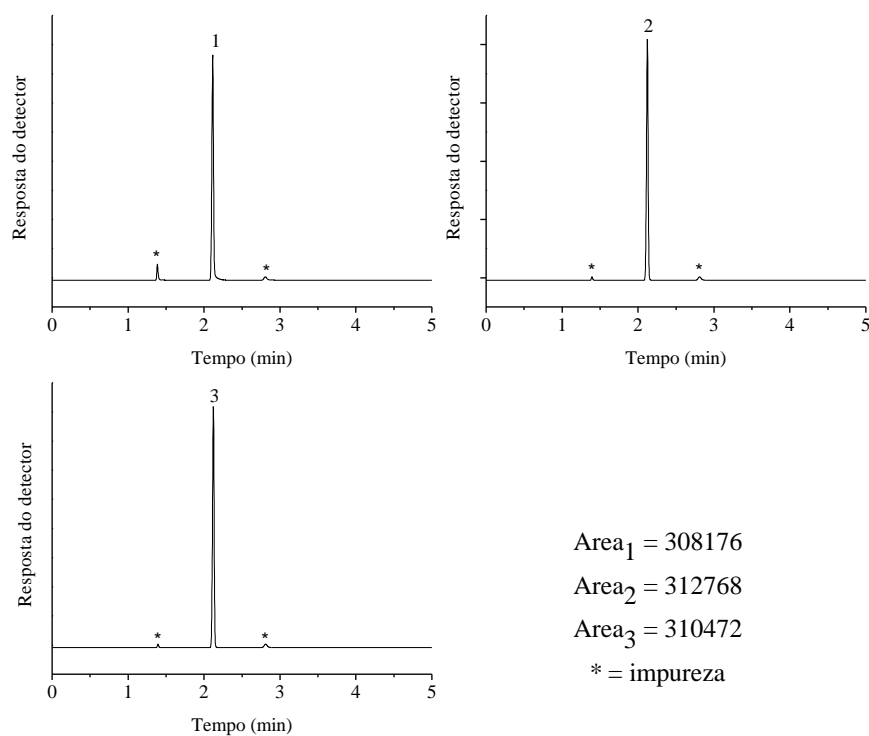 1
Resposta do detector
*
*
0 1 2 3 4 5
Tempo (min)
2
Resposta do detector
*
*
0 1 2 3 4 5
Tempo (min)
3
Resposta do detector
*
*
0 1 2 3 4 5
Tempo (min)
Area1 = 308176
Area2 = 312768
Area3 = 310472
* = impureza